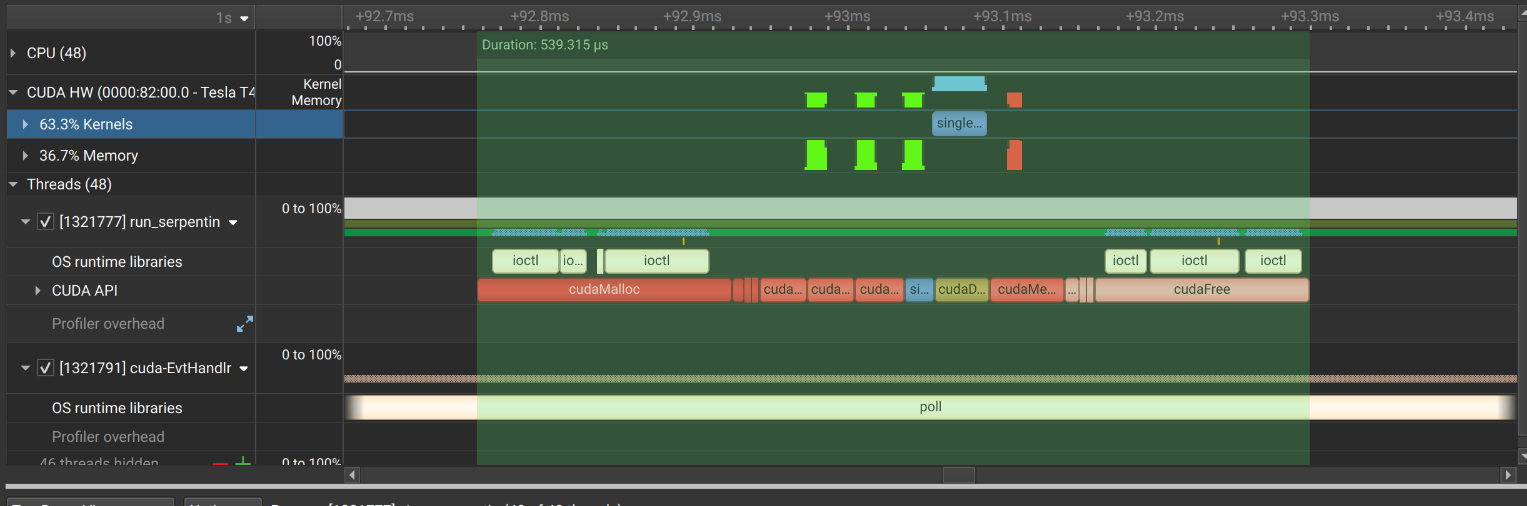 1s
+92.7ms +92.8ms +92.9ms +93ms +93.1ms +93.2ms +93.3ms +93.4ms
CPU (48)
100%
0
Duration: 539.315 µs
CUDA HW (0000:82:00.0 - Tesla T4
Kernel
Memory
63.3% Kernels
single...
36.7% Memory
Threads (48)
[1321777] run_serpentin
0 to 100%
OS runtime libraries
ioctl io... ioctl ioctl ioctl ioctl
CUDA API
cudaMalloc cuda... cuda... cuda... si... cudaD... cudaMe... ... cudaFree
Profiler overhead
[1321791] cuda-EvtHandlr
0 to 100%
OS runtime libraries
poll
Profiler overhead
46 threads hidden
0 to 100%